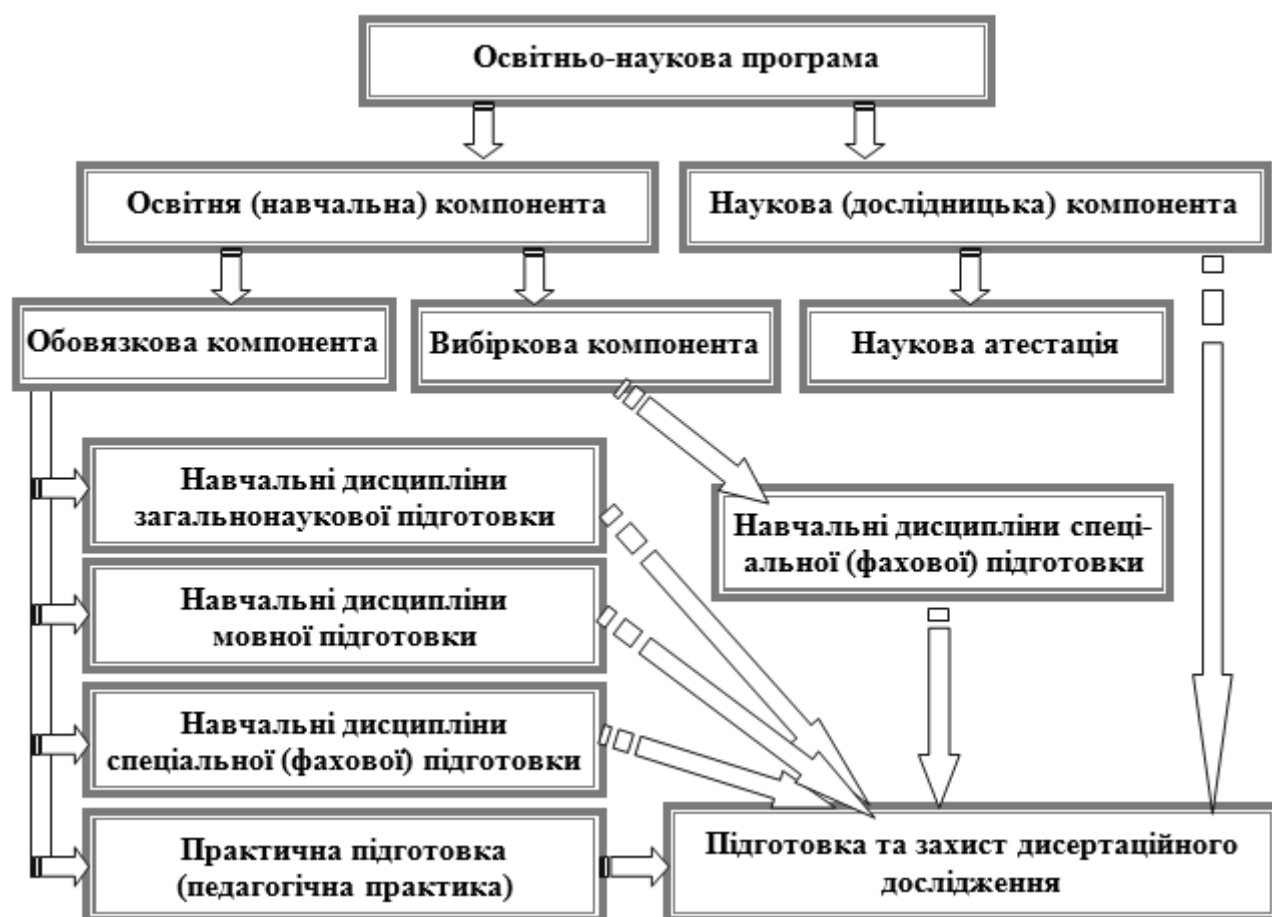 Освітньо-наукова програма
Освітня (навчальна) компонента
Наукова (дослідницька) компонента
Обовязкова компонента
Вибіркова компонента
Наукова атестація
Навчальні дисципліни
загальнонаукової підготовки
Навчальні дисципліни спеці-
альної (фахової) підготовки
Навчальні дисципліни
мовної підготовки
Навчальні дисципліни
спеціальної (фахової) підготовки
Практична підготовка
(педагогічна практика)
Підготовка та захист дисертаційного
дослідження